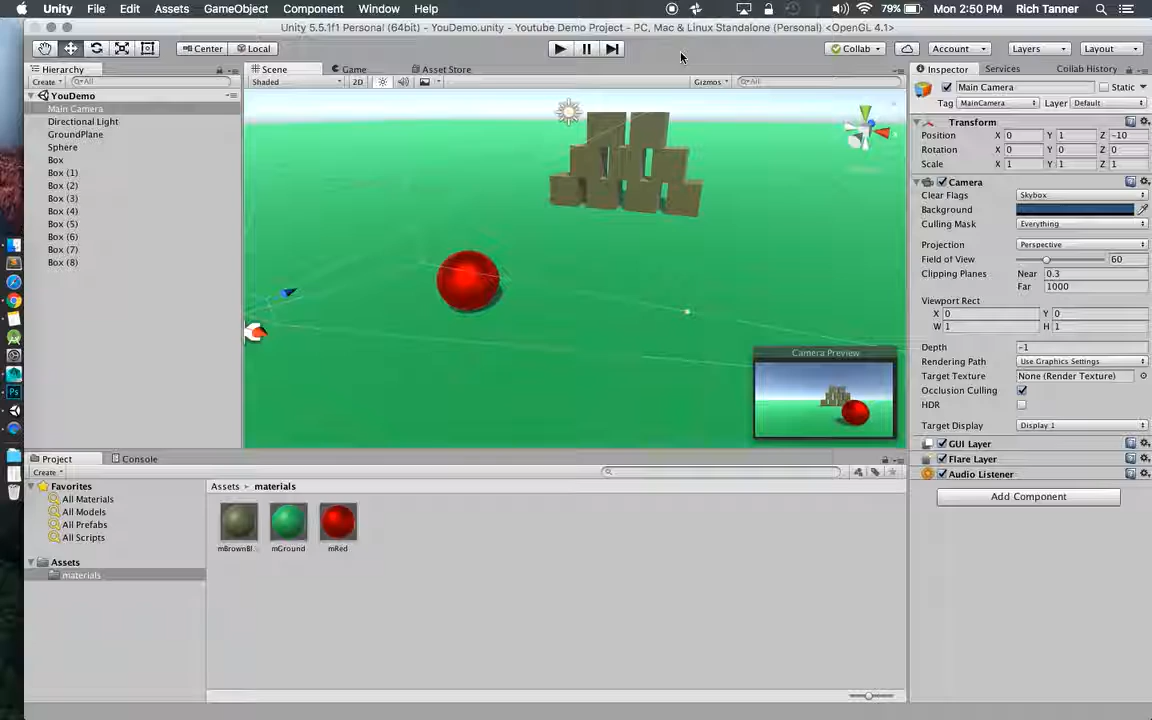 Unity File Edit Assets GameObject Component Window Help 79% Mon 2:50 PM Rich Tanner
Unity 5.5.1f1 Personal (64bit) - YouDemo.unity - Youtube Demo Project - PC, Mac & Linux Standalone (Personal) <OpenGL 4.1>
Center Local Collab Account Layers Layout
Hierarchy
Create All
YouDemo
Main Camera
Directional Light
GroundPlane
Sphere
Box
Box (1)
Box (2)
Box (3)
Box (4)
Box (5)
Box (6)
Box (7)
Box (8)
Scene Game Asset Store
Shaded 2D Gizmos All
Camera Preview
Inspector Services Collab History
Main Camera Static
Tag MainCamera Layer Default
Transform
Position X 0 Y 1 Z -10
Rotation X 0 Y 0 Z 0
Scale X 1 Y 1 Z 1
Camera
Clear Flags Skybox
Background
Culling Mask Everything
Projection Perspective
Field of View 60
Clipping Planes Near 0.3
Far 1000
Viewport Rect
X 0 Y 0
W 1 H 1
Depth -1
Rendering Path Use Graphics Settings
Target Texture None (Render Texture)
Occlusion Culling
HDR
Target Display Display 1
GUI Layer
Flare Layer
Audio Listener
Add Component
Project Console
Create
Favorites
All Materials
All Models
All Prefabs
All Scripts
Assets
materials
Assets materials
mBrownBl... mGround mRed